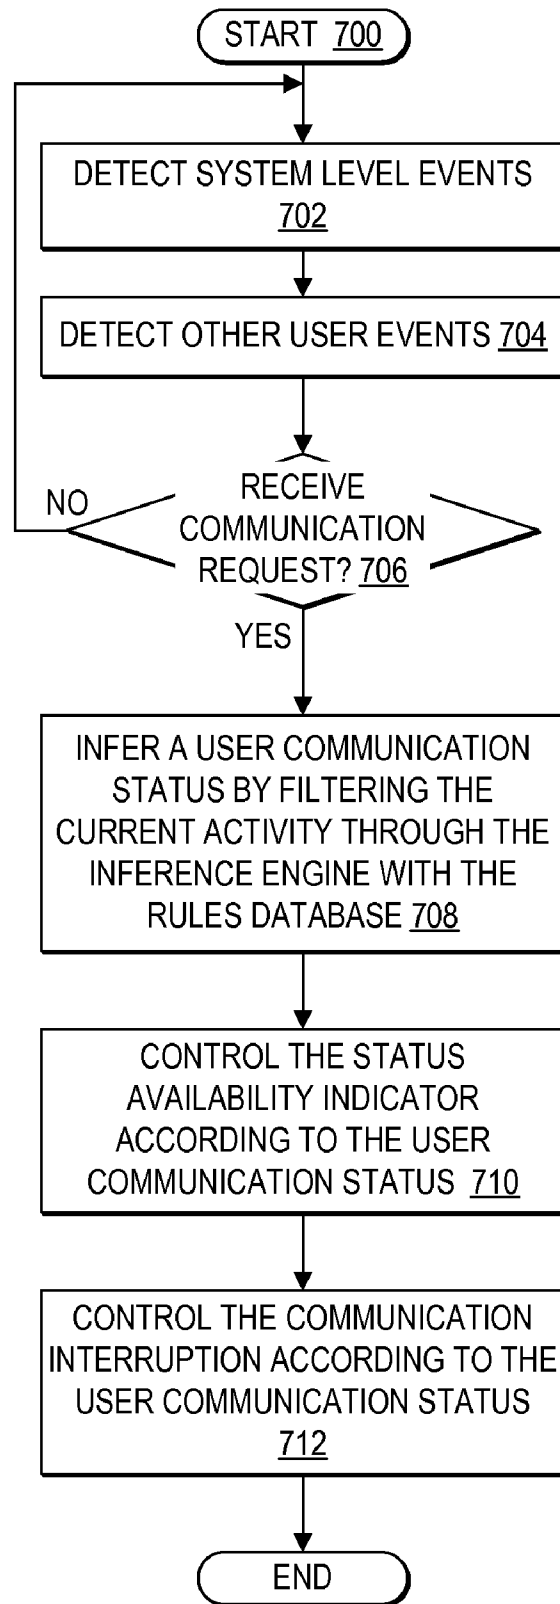 START 700
DETECT SYSTEM LEVEL EVENTS
702
DETECT OTHER USER EVENTS 704
RECEIVE
NO
COMMUNICATION
REQUEST? 706
YES
INFER A USER COMMUNICATION
STATUS BY FILTERING THE
CURRENT ACTIVITY THROUGH THE
INFERENCE ENGINE WITH THE
RULES DATABASE 708
CONTROL THE STATUS
AVAILABILITY INDICATOR
ACCORDING TO THE USER
COMMUNICATION STATUS 710
CONTROL THE COMMUNICATION
INTERRUPTION ACCORDING TO THE
USER COMMUNICATION STATUS
712
END